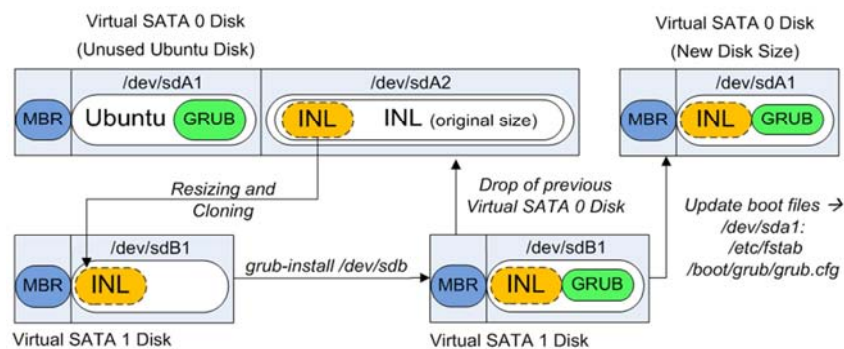 Virtual SATA 0 Disk
(Unused Ubuntu Disk)
/dev/sdA1
/dev/sdA2
MBR
Ubuntu
GRUB
INL
INL (original size)
Virtual SATA 0 Disk
(New Disk Size)
/dev/sdA1
MBR
INL
GRUB
Resizing and
Cloning
Drop of previous
Virtual SATA 0 Disk
Update boot files →
/dev/sda1:
/etc/fstab
/boot/grub/grub.cfg
/dev/sdB1
MBR
INL
Virtual SATA 1 Disk
grub-install /dev/sdb
/dev/sdB1
MBR
INL
GRUB
Virtual SATA 1 Disk